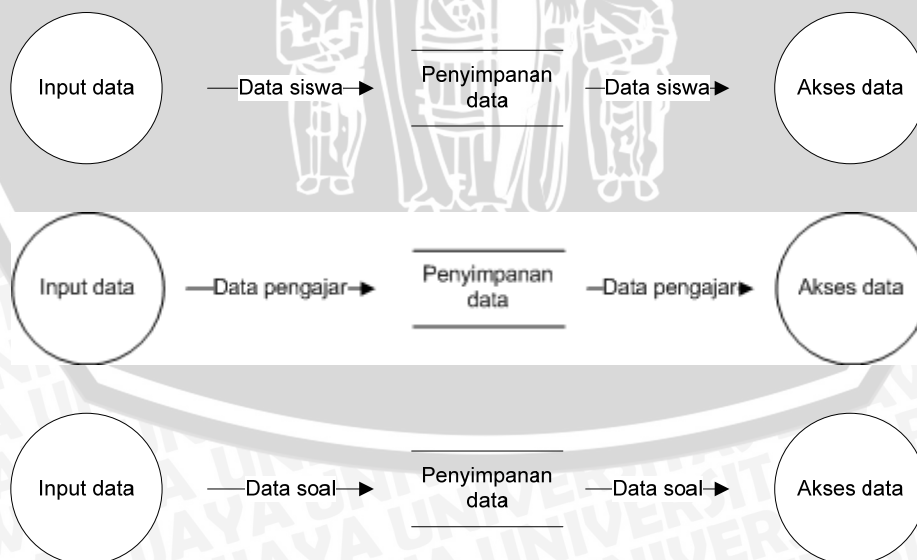 Input data
Data siswa
Penyimpanan
data
Data siswa
Akses data
Input data
Data pengajar
Penyimpanan
data
Data pengajar
Akses data
Input data
Data soal
Penyimpanan
data
Data soal
Akses data